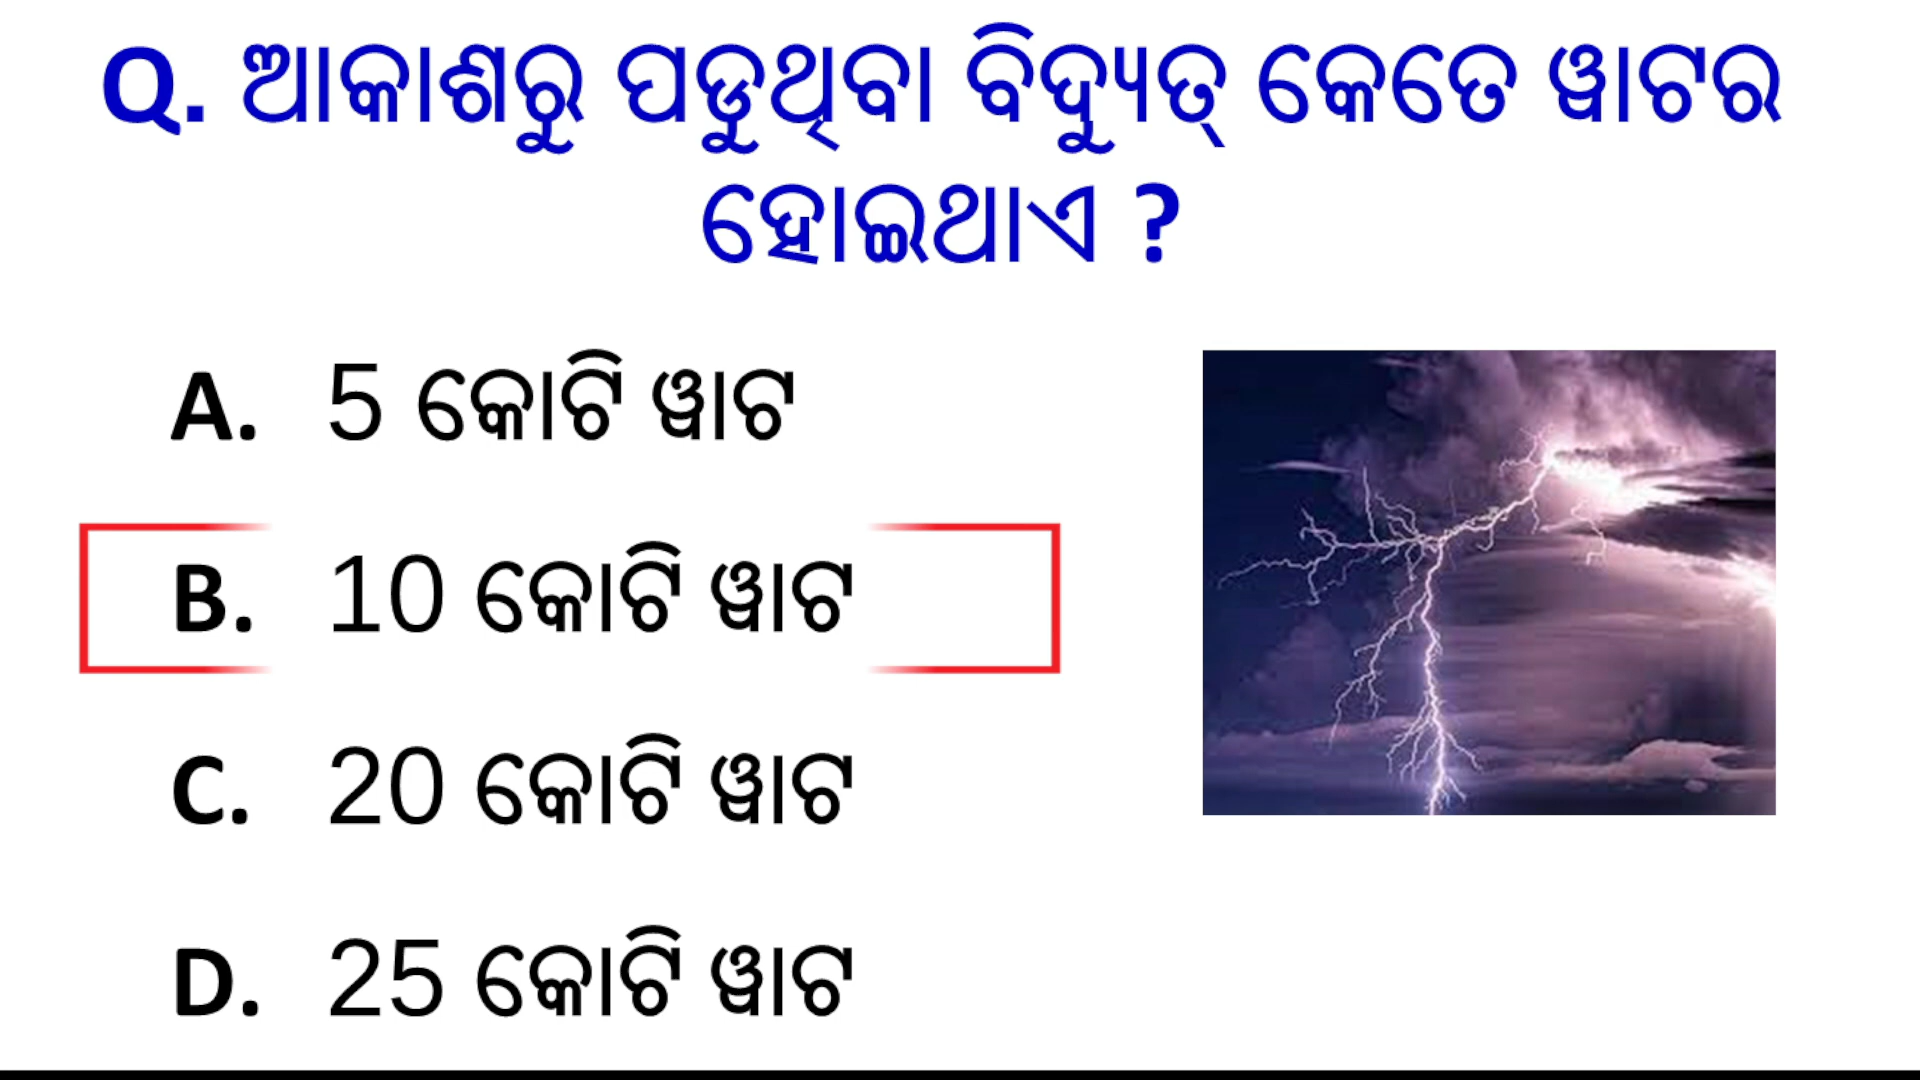 Q. ଆକାଶରୁ ପଡୁଥିବା ବିଦ୍ୟୁତ୍ କେତେ ୱାଟର
ହୋଇଥାଏ ?
A. 5 କୋଟି ୱାଟ
B. 10 କୋଟି ୱାଟ
C. 20 କୋଟି ୱାଟ
D. 25 କୋଟି ୱାଟ